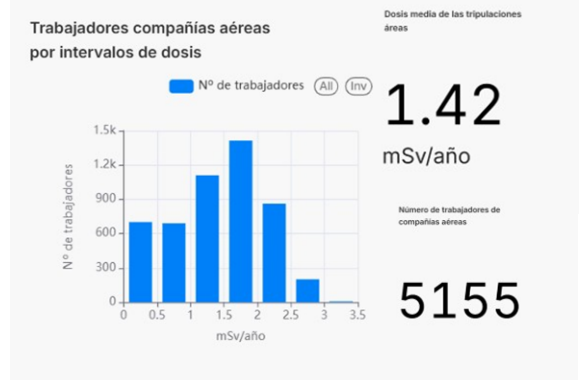 Trabajadores compañías aéreas
por intervalos de dosis
Nº de trabajadores
All
Inv
Nº de trabajadores
1.5k
1.2k
900
600
300
0
0 0.5 1 1.5 2 2.5 3 3.5
mSv/año
Dosis media de las tripulaciones
áreas
1.42
mSv/año
Número de trabajadores de
compañías aéreas
5155